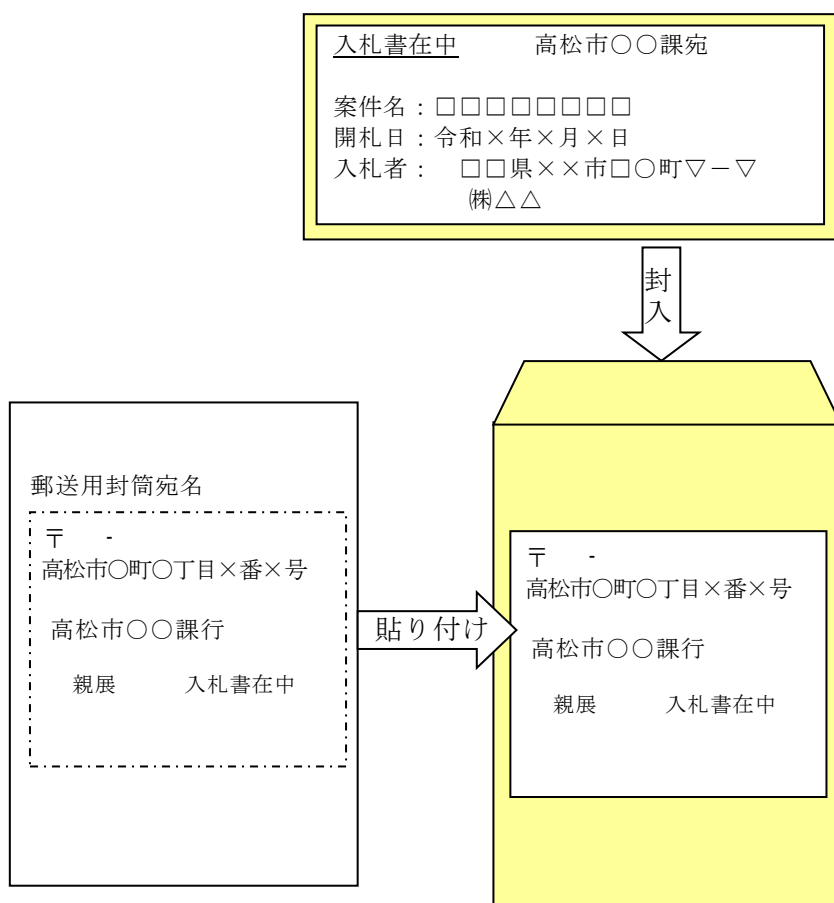 入札書在中　　　高松市○○課宛
案件名：□□□□□□□□
開札日：令和×年×月×日
入札者：　□□県××市□○町▽－▽
㈱△△
封入
郵送用封筒宛名
〒　-
高松市○町○丁目×番×号
高松市○○課行
親展　　　入札書在中
貼り付け
〒　-
高松市○町○丁目×番×号
高松市○○課行
親展　　　入札書在中